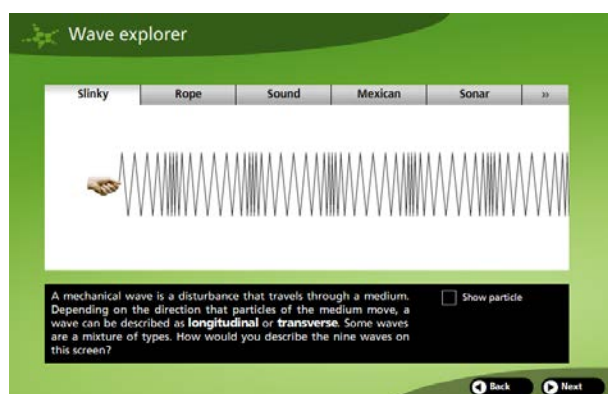 Wave explorer
Slinky Rope Sound Mexican Sonar »
A mechanical wave is a disturbance that travels through a medium.
Depending on the direction that particles of the medium move, a
wave can be described as longitudinal or transverse. Some waves
are a mixture of types. How would you describe the nine waves on
this screen?
Show particle
Back Next